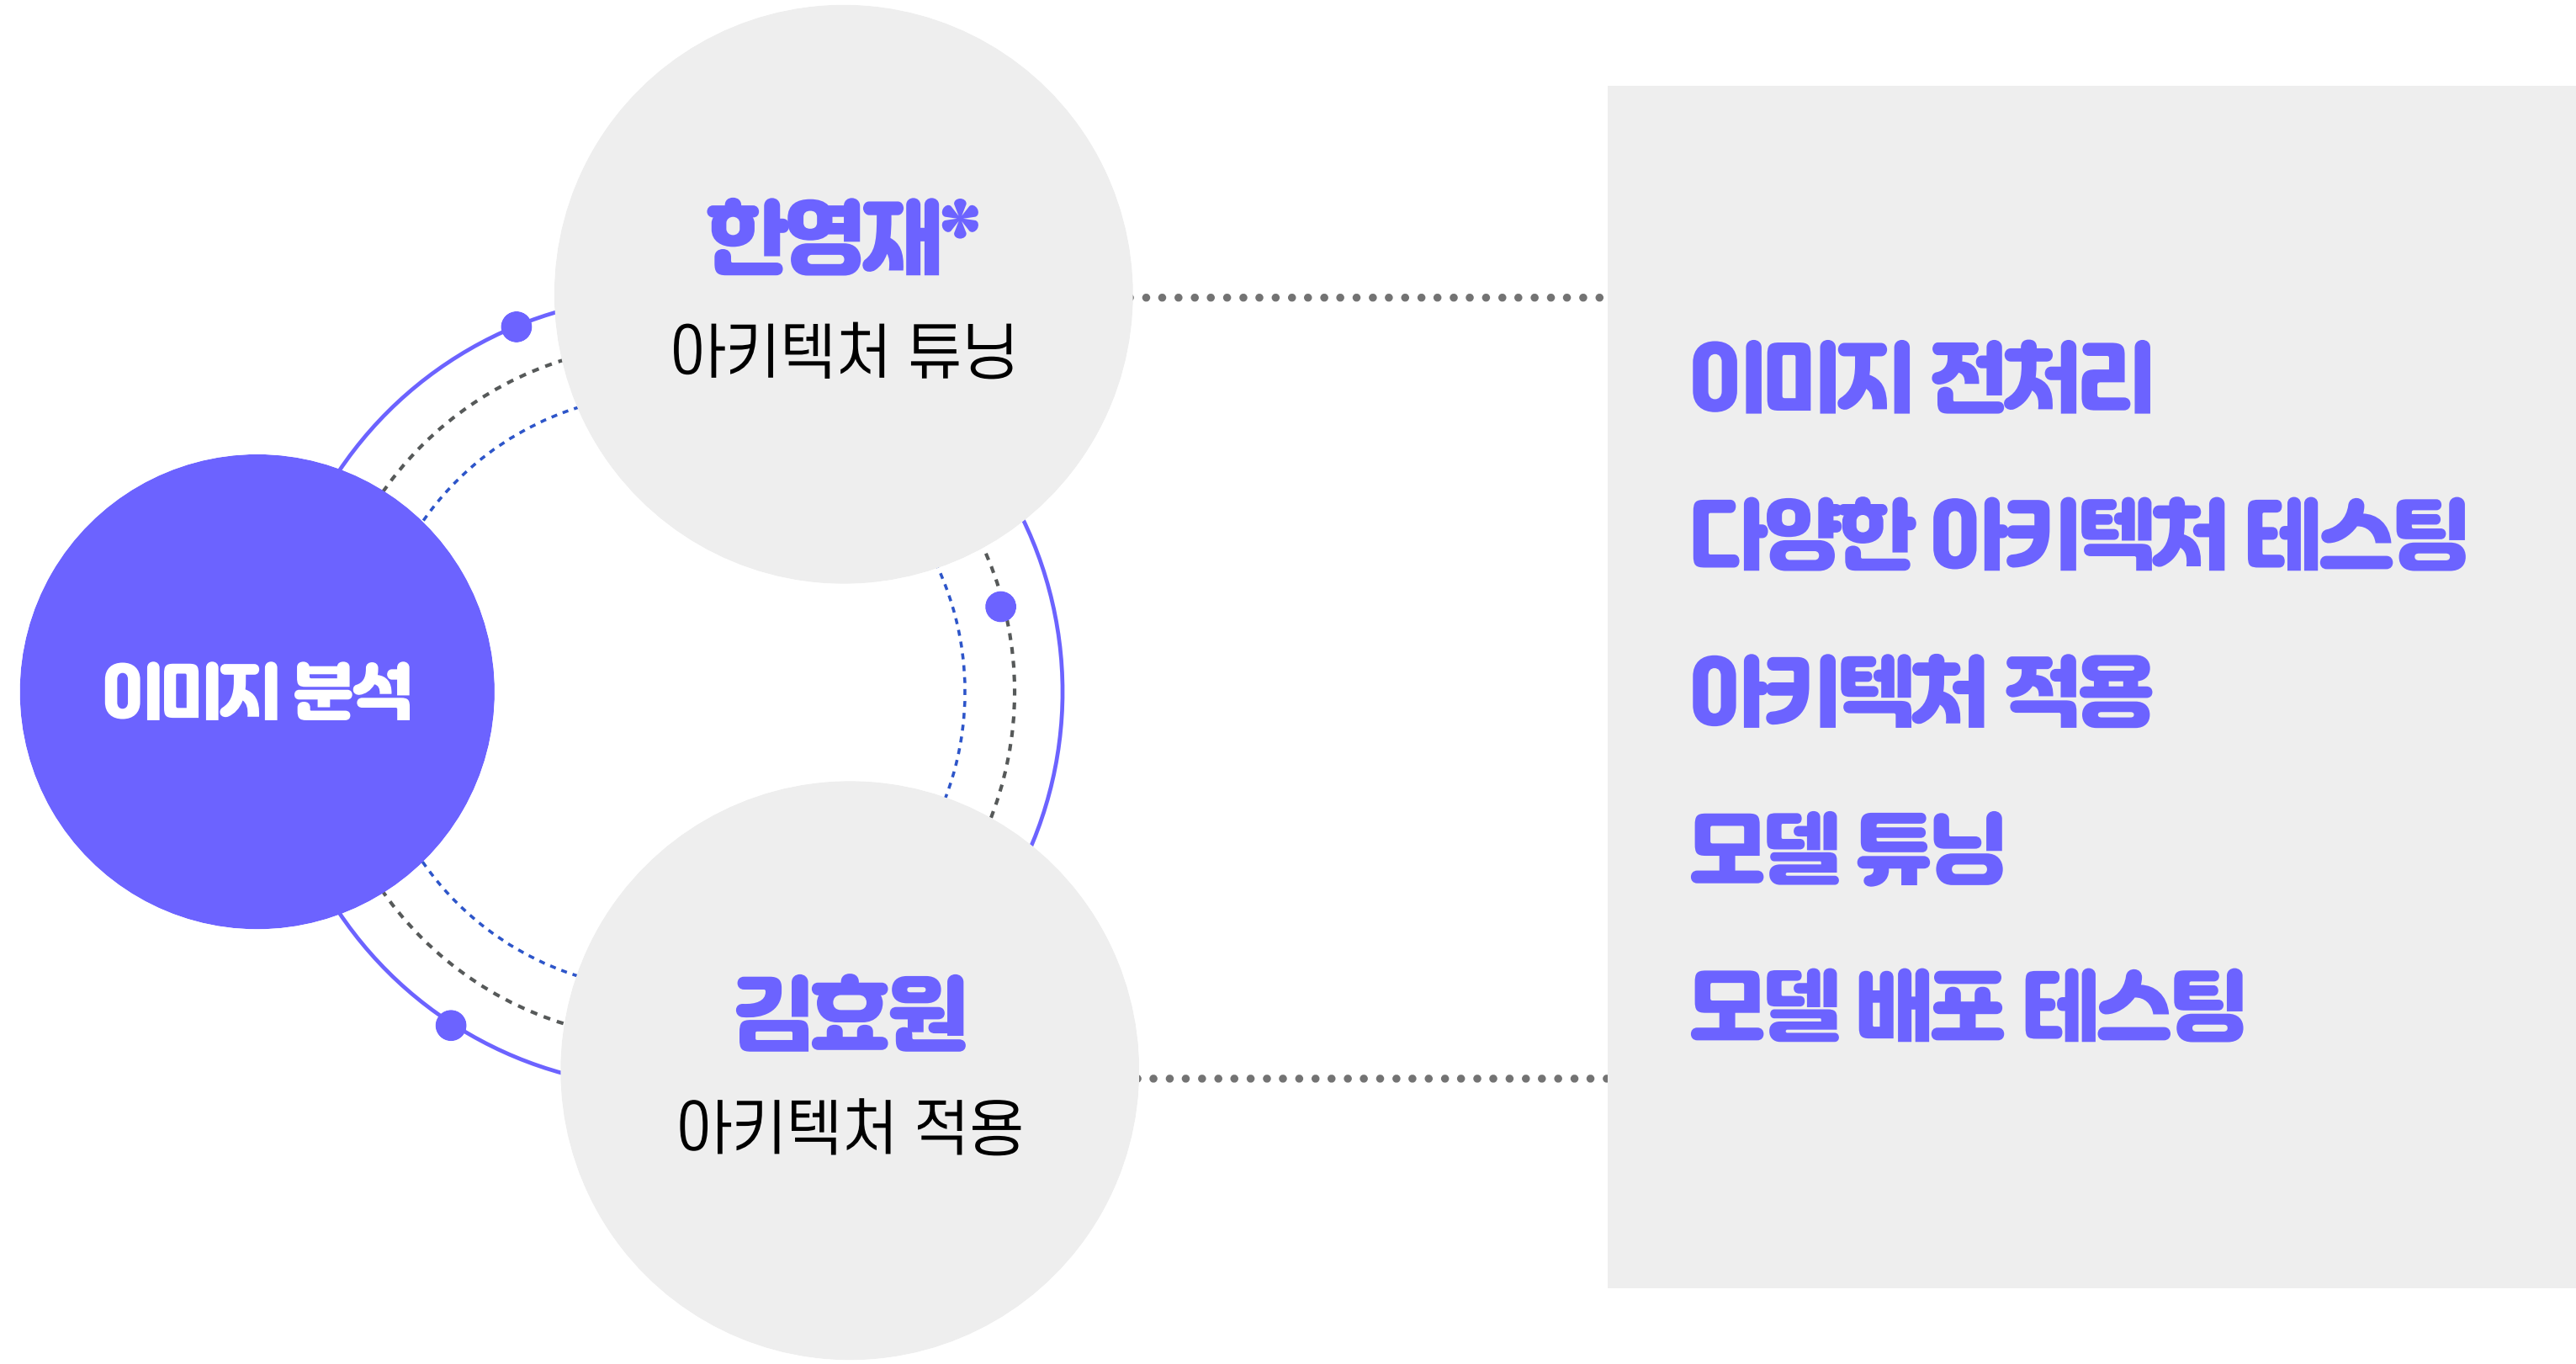 한영재*
아키텍처 튜닝
이미지 분석
김효원
아키텍처 적용
이미지 전처리
다양한 아키텍처 테스팅
아키텍처 적용
모델 튜닝
모델 배포 테스팅